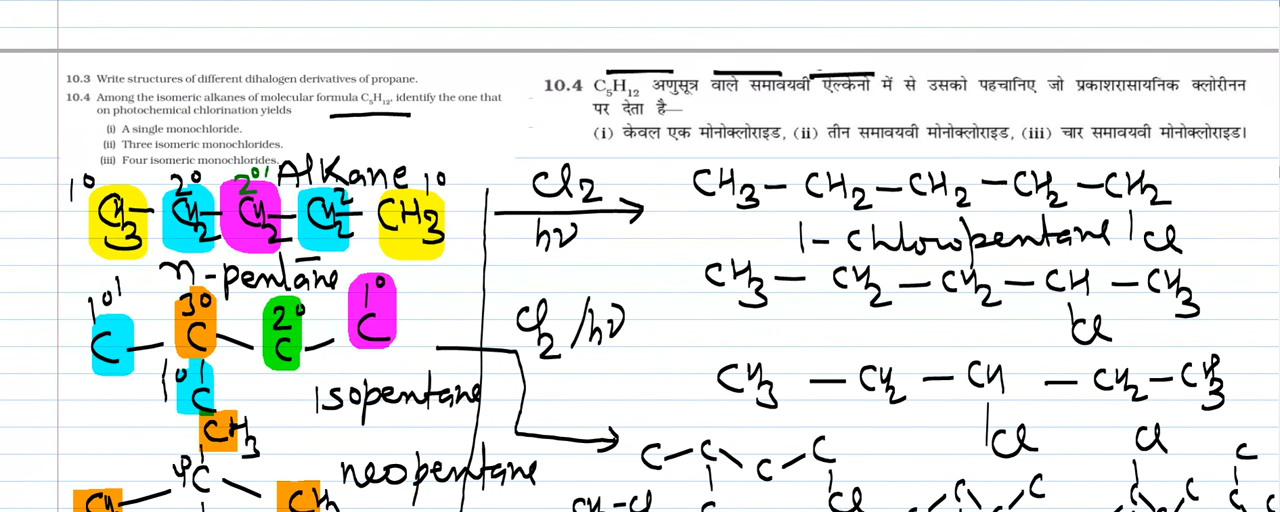 10.3 Write structures of different dihalogen derivatives of propane.
10.4 Among the isomeric alkanes of molecular formula C5H12, identify the one that
on photochemical chlorination yields
(i) A single monochloride.
(ii) Three isomeric monochlorides.
(iii) Four isomeric monochlorides.
10.4 C5H12 अणुसूत्र वाले समावयवी ऐल्केनों में से उसको पहचानिए जो प्रकाशरासायनिक क्लोरीनन
पर देता है—
(i) केवल एक मोनोक्लोराइड, (ii) तीन समावयवी मोनोक्लोराइड, (iii) चार समावयवी मोनोक्लोराइड।
Alkane
1° 2° 2°' 2 1°
CH3 - CH2 - CH2 - CH2 - CH3
n-pentane
1°' 3° 2° 1°
C - C - C - C
1°' C
isopentane
CH3
C
neopentane
CH3
Cl2
hν
Cl2/hν
CH3 - CH2 - CH2 - CH2 - CH2
1-chloropentane Cl
CH3 - CH2 - CH2 - CH - CH3
Cl
CH3 - CH2 - CH - CH2 - CH3
Cl
C - C - C - C
Cl
CH2-Cl